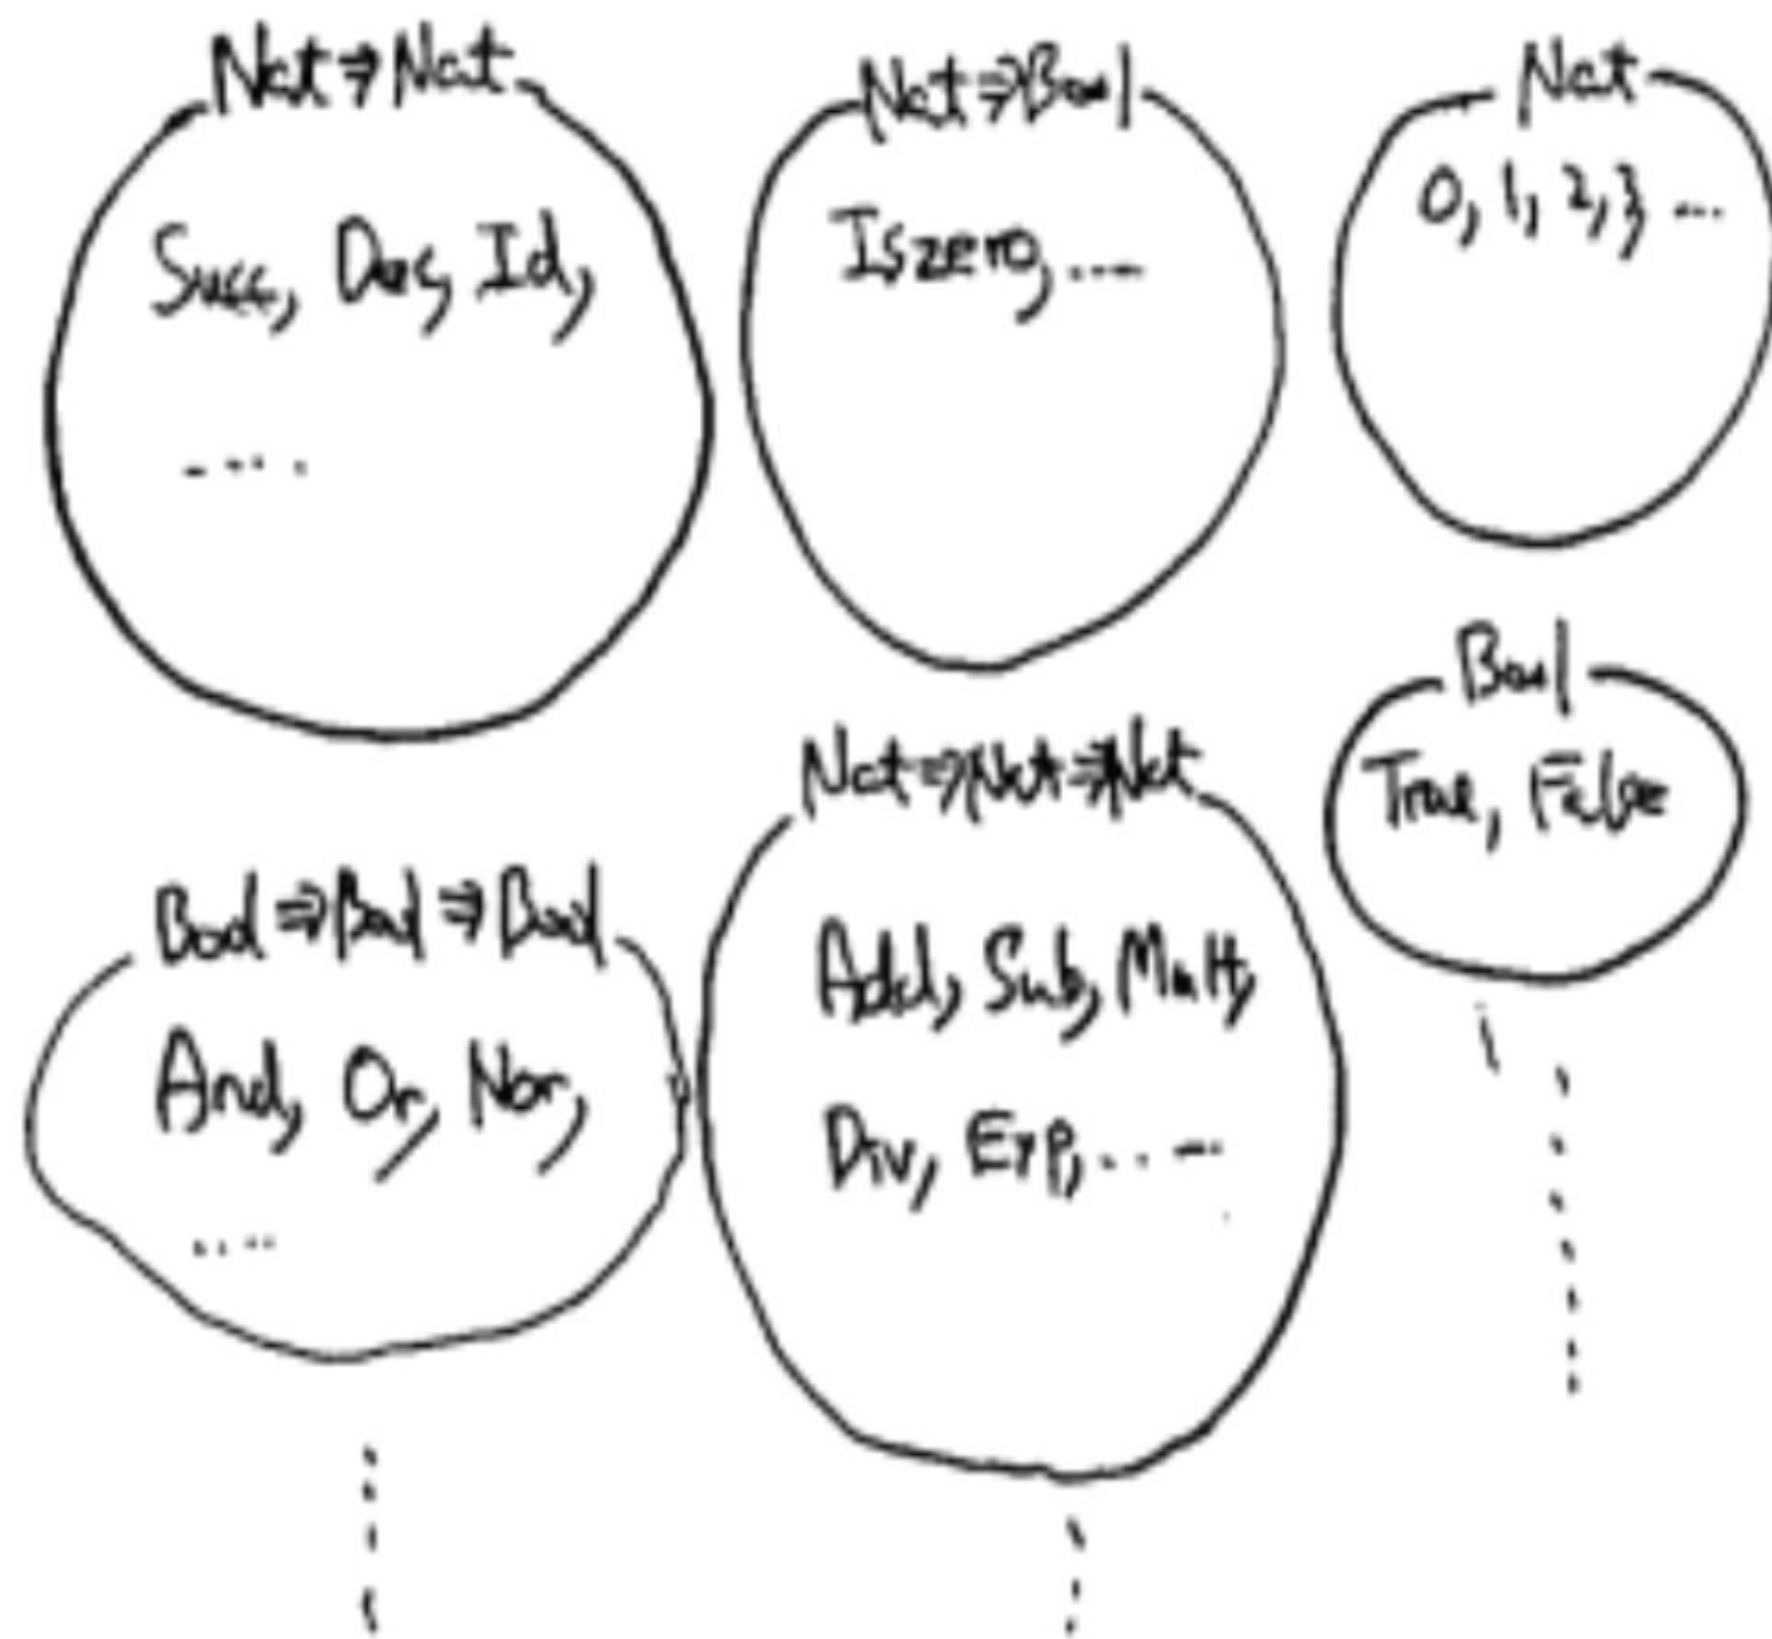 Nat⇒Nat
Succ, Dec, Id,
....
Nat⇒Bool
Iszero, ....
Nat
0, 1, 2, 3 ...
Bool
True, False
Nat⇒Nat⇒Nat
Add, Sub, Mult,
Div, Exp, ....
Bool⇒Bool⇒Bool
And, Or, Nor,
....